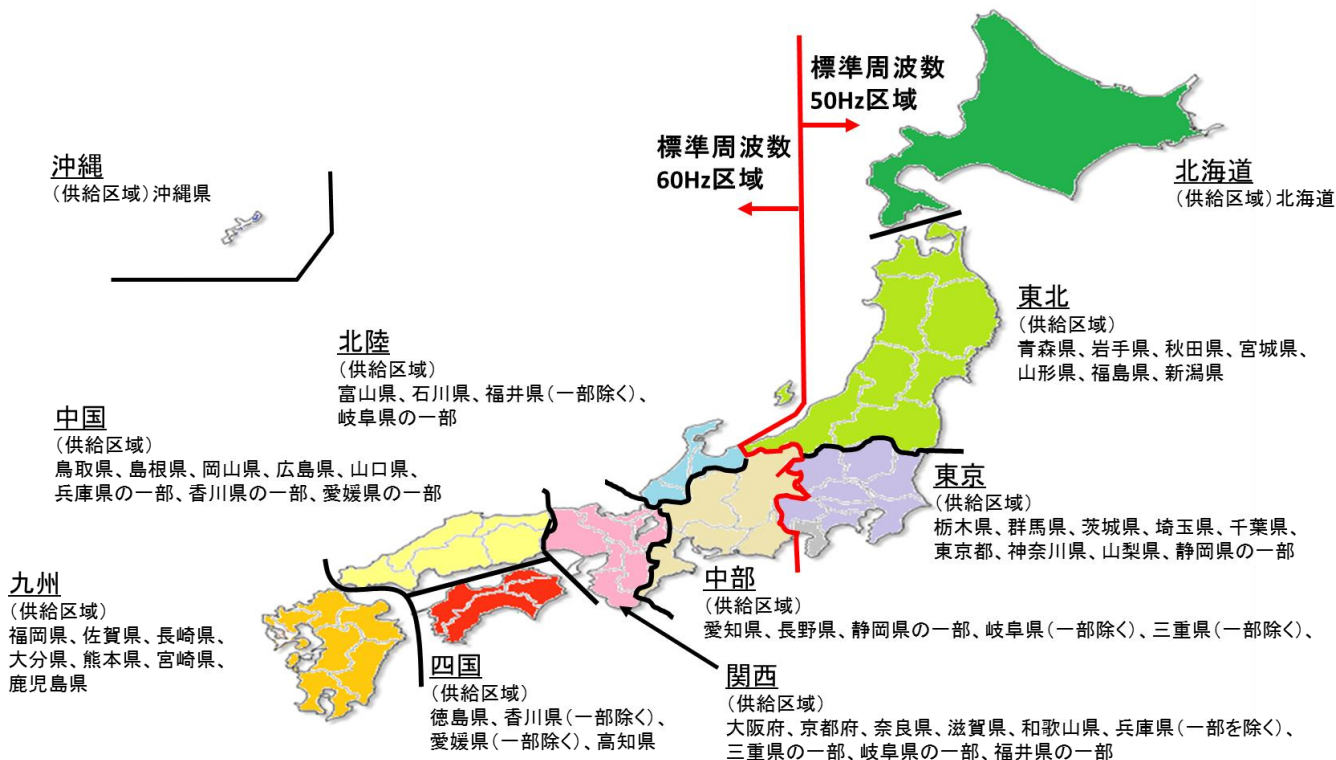 標準周波数
50Hz区域
標準周波数
60Hz区域
沖縄
（供給区域）沖縄県
北海道
（供給区域）北海道
東北
（供給区域）
青森県、岩手県、秋田県、宮城県、
山形県、福島県、新潟県
北陸
（供給区域）
富山県、石川県、福井県（一部除く）、
岐阜県の一部
中国
（供給区域）
鳥取県、島根県、岡山県、広島県、山口県、
兵庫県の一部、香川県の一部、愛媛県の一部
東京
（供給区域）
栃木県、群馬県、茨城県、埼玉県、千葉県、
東京都、神奈川県、山梨県、静岡県の一部
九州
（供給区域）
福岡県、佐賀県、長崎県、
大分県、熊本県、宮崎県、
鹿児島県
中部
（供給区域）
愛知県、長野県、静岡県の一部、岐阜県（一部除く）、三重県（一部除く）、
四国
（供給区域）
徳島県、香川県（一部除く）、
愛媛県（一部除く）、高知県
関西
（供給区域）
大阪府、京都府、奈良県、滋賀県、和歌山県、兵庫県（一部を除く）、
三重県の一部、岐阜県の一部、福井県の一部